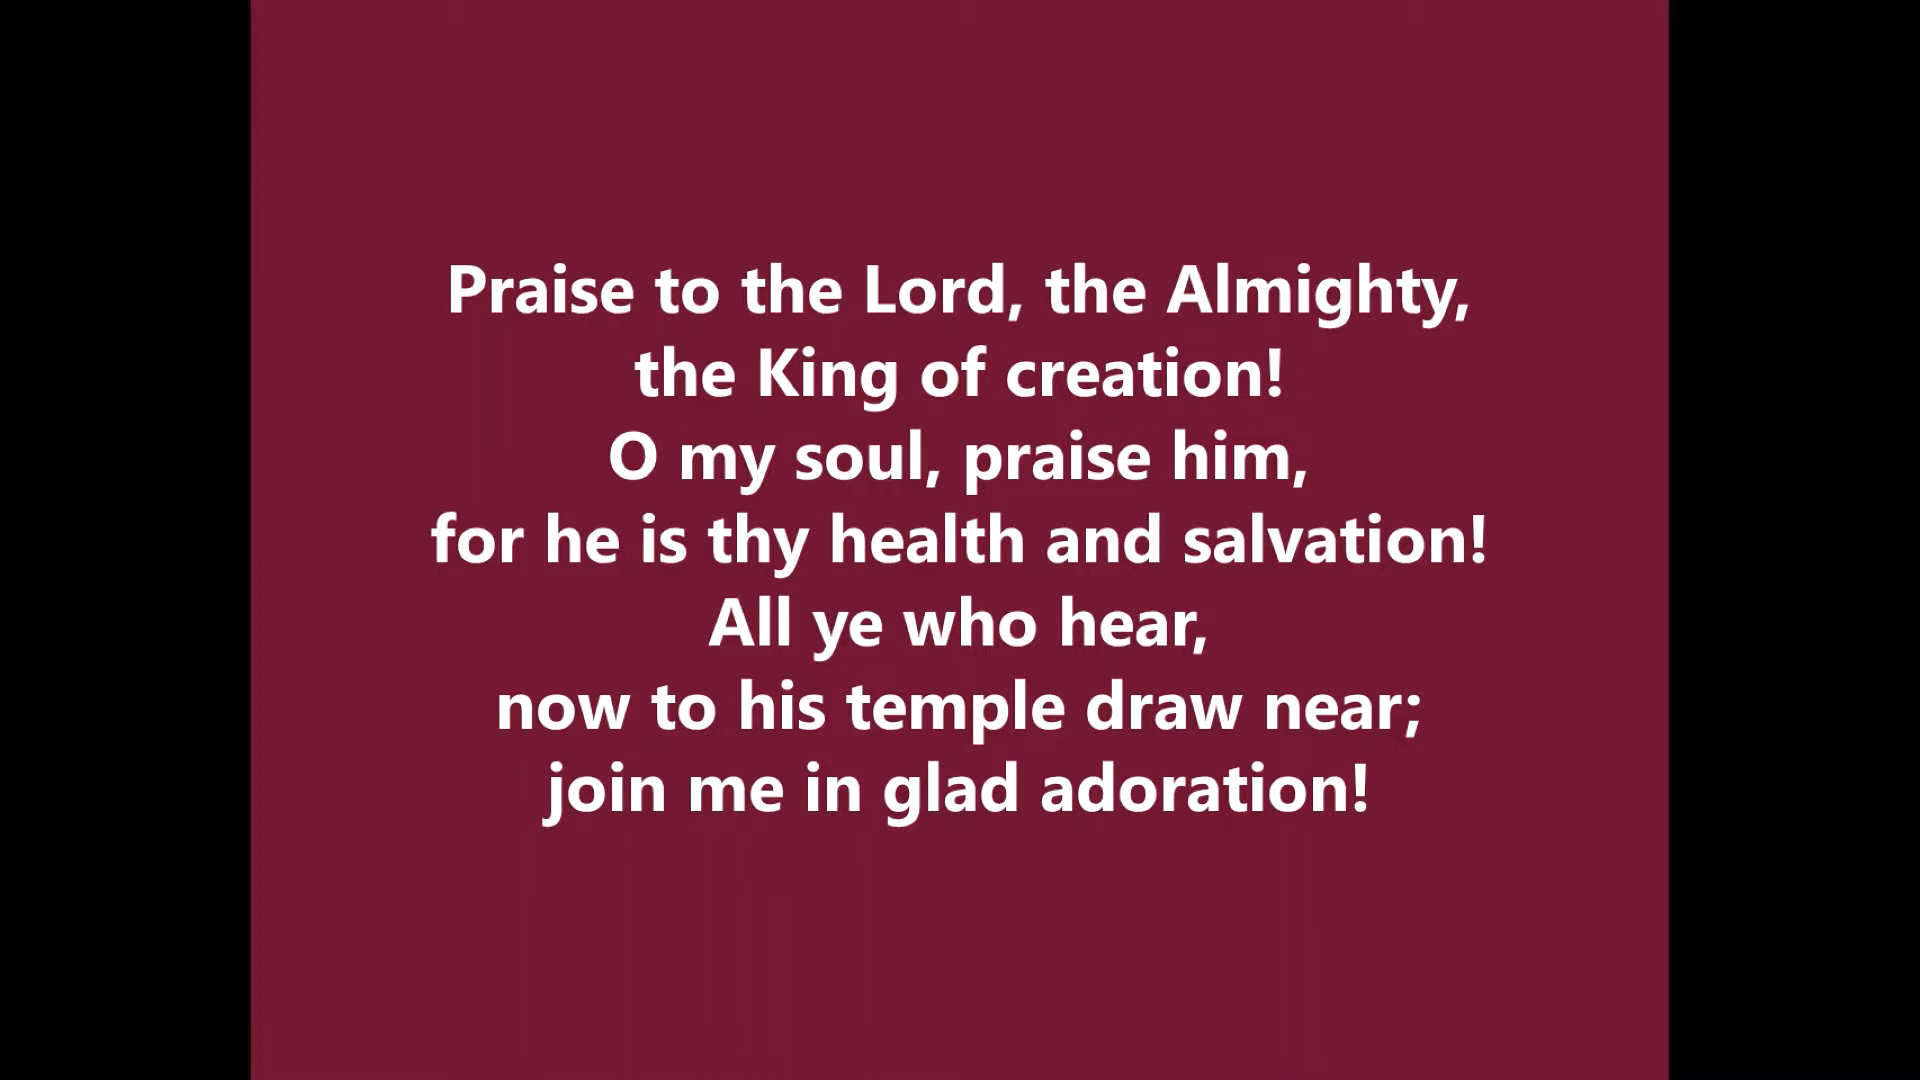 Praise to the Lord, the Almighty,
the King of creation!
O my soul, praise him,
for he is thy health and salvation!
All ye who hear,
now to his temple draw near;
join me in glad adoration!